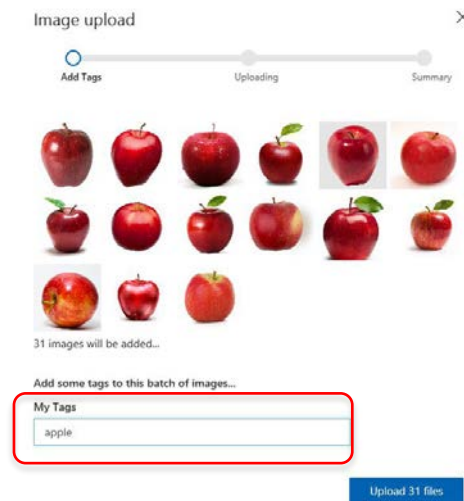 Image upload
Add Tags Uploading Summary
31 images will be added...
Add some tags to this batch of images...
My Tags
apple
Upload 31 files